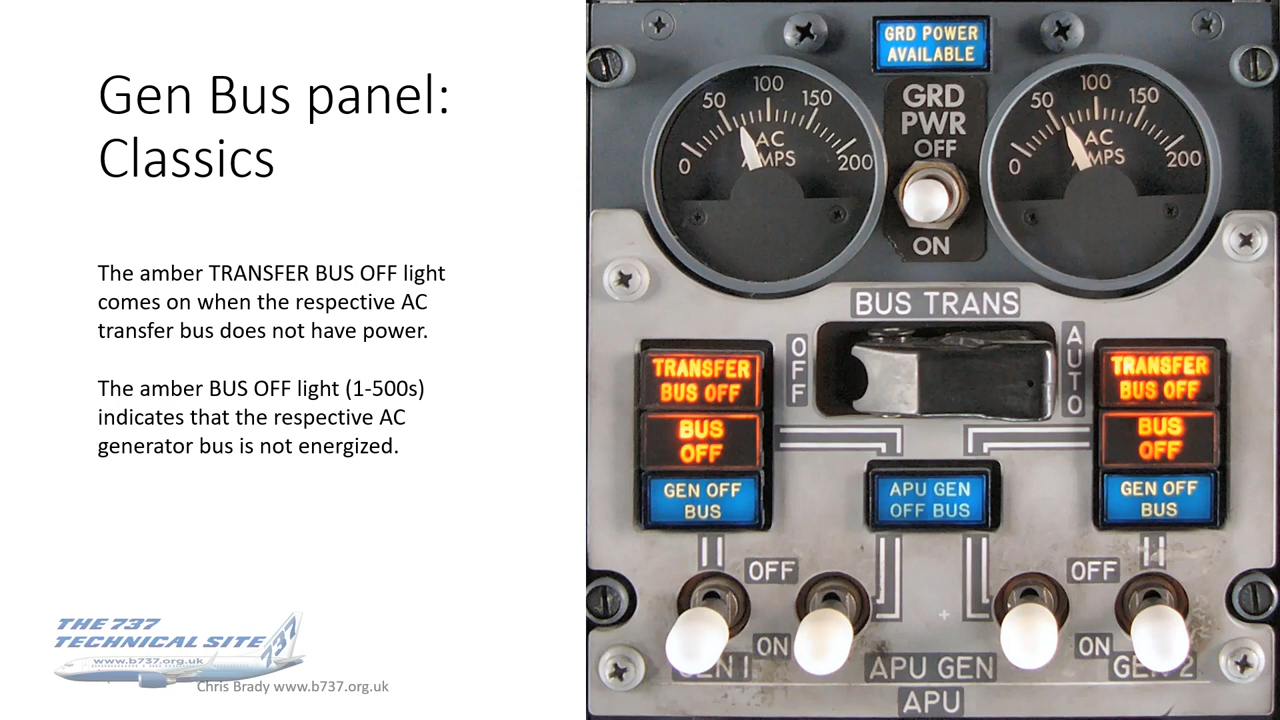 Gen Bus panel:
Classics
The amber TRANSFER BUS OFF light
comes on when the respective AC
transfer bus does not have power.
The amber BUS OFF light (1-500s)
indicates that the respective AC
generator bus is not energized.
THE 737
TECHNICAL SITE
737
www.b737.org.uk
Chris Brady www.b737.org.uk
GRD POWER
AVAILABLE
0 50 100 150 200
AC
AMPS
GRD
PWR
OFF
ON
0 50 100 150 200
AC
AMPS
BUS TRANS
OFF
AUTO
TRANSFER
BUS OFF
BUS
OFF
GEN OFF
BUS
APU GEN
OFF BUS
TRANSFER
BUS OFF
BUS
OFF
GEN OFF
BUS
OFF
OFF
ON
ON
GEN 1
APU GEN
GEN 2
APU